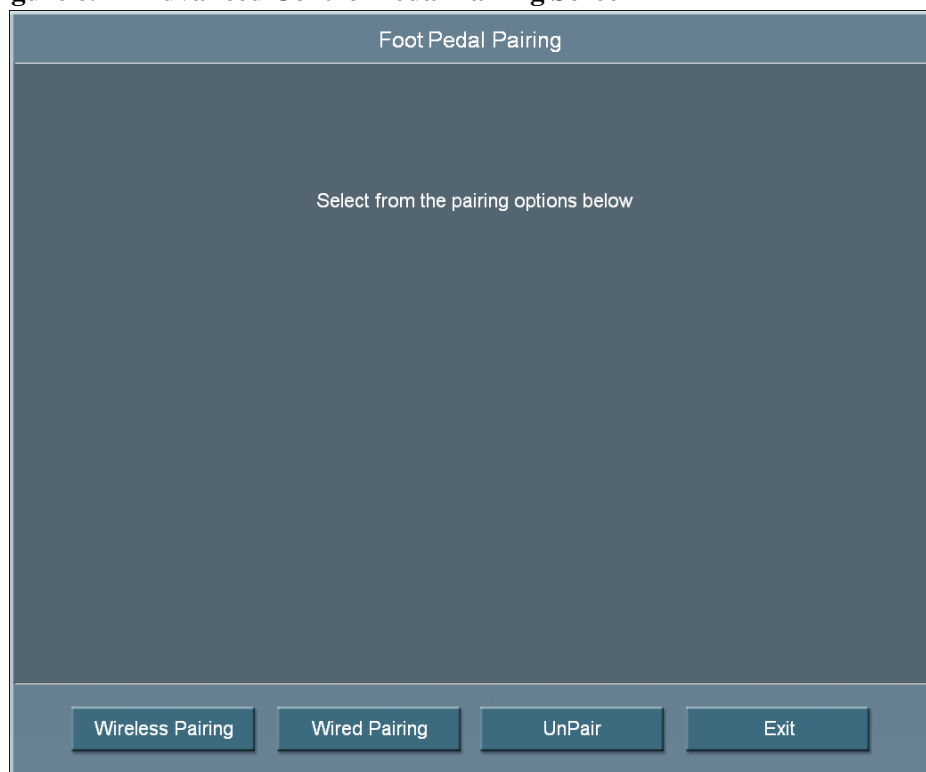 Foot Pedal Pairing
Select from the pairing options below
Wireless Pairing
Wired Pairing
UnPair
Exit